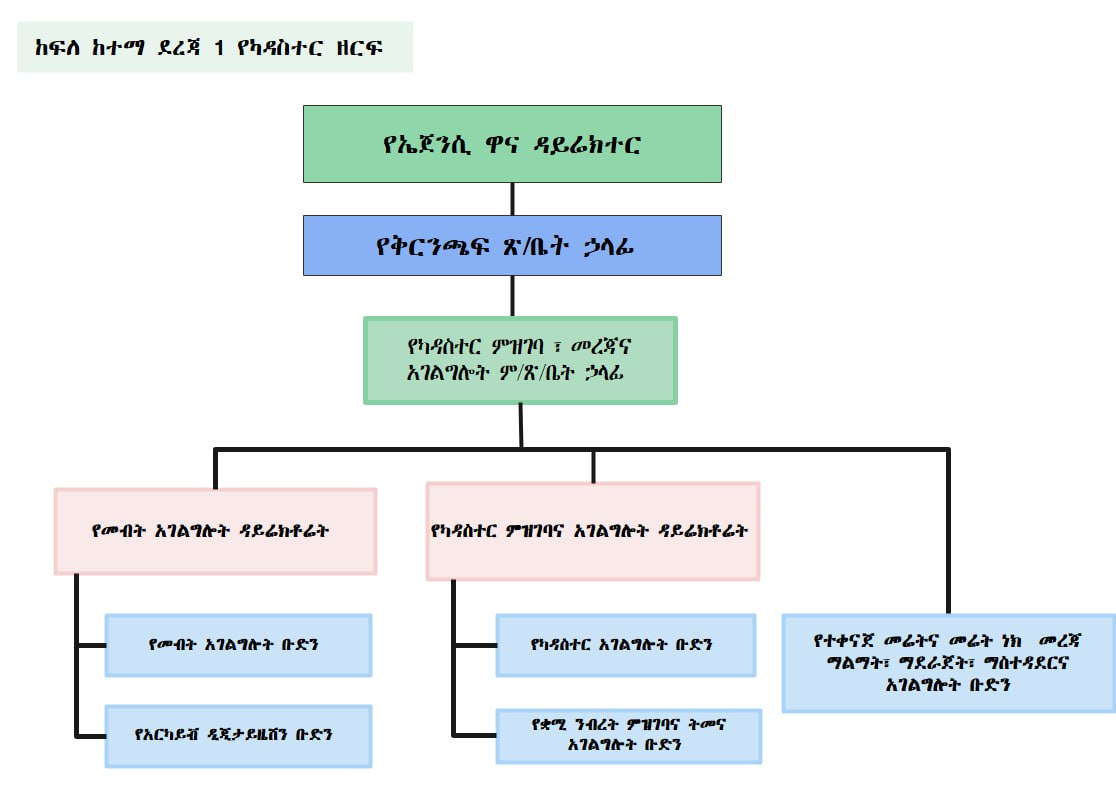 ክፍለ ከተማ ደረጃ 1 የካዳስተር ዘርፍ
የኤጀንሲ ዋና ዳይሬክተር
የቅርንጫፍ ጽ/ቤት ኃላፊ
የካዳስተር ምዝገባ ፣ መረጃና
አገልግሎት ም/ጽ/ቤት ኃላፊ
የመብት አገልግሎት ዳይሬክቶሬት
የካዳስተር ምዝገባና አገልግሎት ዳይሬክቶሬት
የመብት አገልግሎት ቡድን
የአርካይቭ ዲጂታይዜሽን ቡድን
የካዳስተር አገልግሎት ቡድን
የቋሚ ንብረት ምዝገባና ትመና
አገልግሎት ቡድን
የተቀናጀ መሬትና መሬት ነክ መረጃ
ማልማት፣ ማደራጀት፣ ማስተዳደርና
አገልግሎት ቡድን